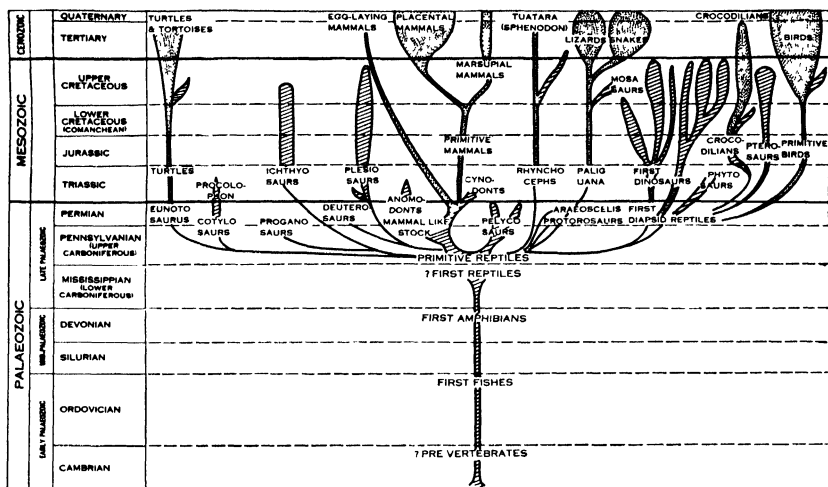 CENOZOIC
QUATERNARY
TERTIARY
MESOZOIC
UPPER CRETACEOUS
LOWER CRETACEOUS
(COMANCHEAN)
JURASSIC
TRIASSIC
PALAEOZOIC
LATE PALAEOZOIC
PERMIAN
PENNSYLVANIAN
(UPPER CARBONIFEROUS)
MISSISSIPPIAN
(LOWER CARBONIFEROUS)
MID-PALAEOZOIC
DEVONIAN
SILURIAN
EARLY PALAEOZOIC
ORDOVICIAN
CAMBRIAN
TURTLES
& TORTOISES
EGG-LAYING
MAMMALS
PLACENTAL
MAMMALS
TUATARA
(SPHENODON)
LIZARDS
SNAKES
CROCODILIANS
BIRDS
MARSUPIAL
MAMMALS
MOSA
SAURS
PRIMITIVE
MAMMALS
CROCO-
DILIANS
PTERO-
SAURS
PRIMITIVE
BIRDS
TURTLES
PROCOLO-
PHON
ICHTHYO
SAURS
PLESIO
SAURS
CYNO-
DONTS
RHYNCHO
CEPHS
PALIG
UANA
FIRST
DINOSAURS
PHYTO
SAURS
EUNOTO
SAURUS
COTYLO
SAURS
PROGANO
SAURS
DEUTERO
SAURS
ANOMO-
DONTS
MAMMAL LIKE
STOCK
PELYCO
SAURS
ARAEOSCELIS
PROTOROSAURS
FIRST
DIAPSID REPTILES
PRIMITIVE REPTILES
? FIRST REPTILES
FIRST AMPHIBIANS
FIRST FISHES
? PRE VERTEBRATES